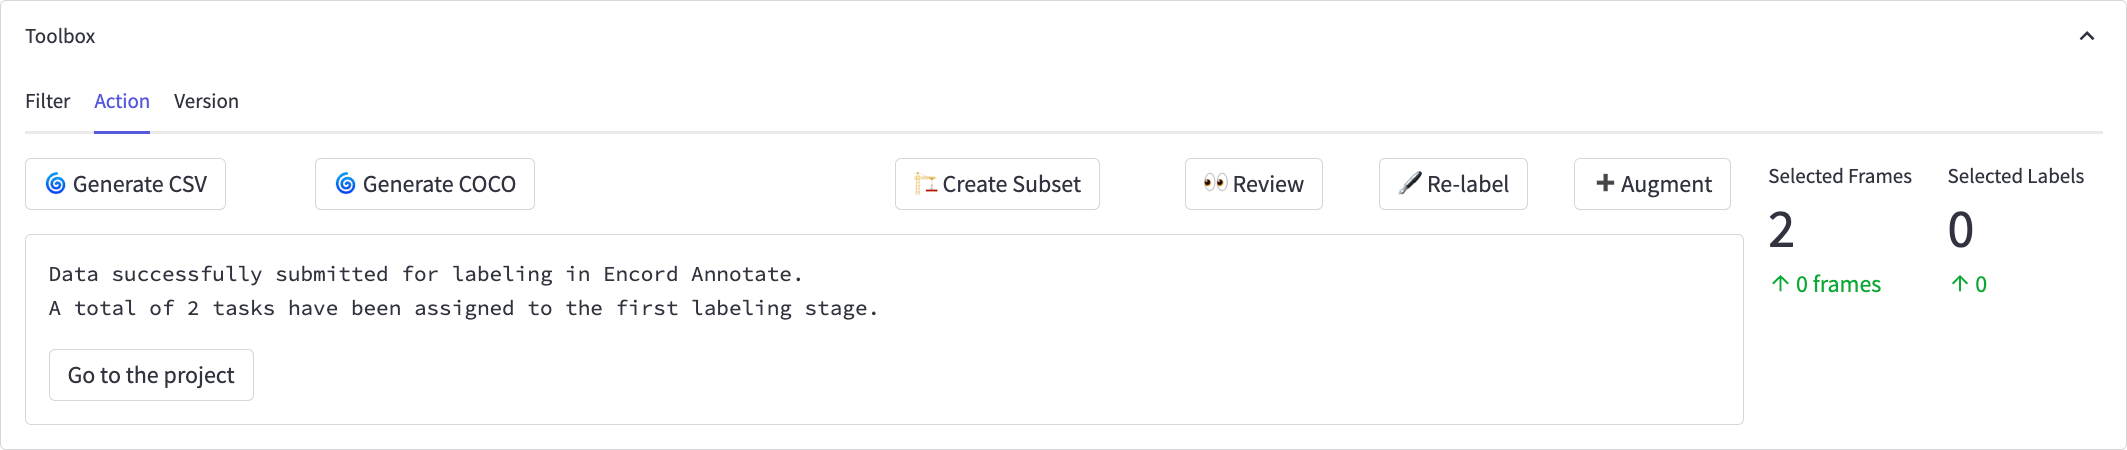 Toolbox
Filter Action Version
Generate CSV Generate COCO Create Subset Review Re-label Augment
Selected Frames Selected Labels
2 0
↑ 0 frames ↑ 0
Data successfully submitted for labeling in Encord Annotate.
A total of 2 tasks have been assigned to the first labeling stage.
Go to the project